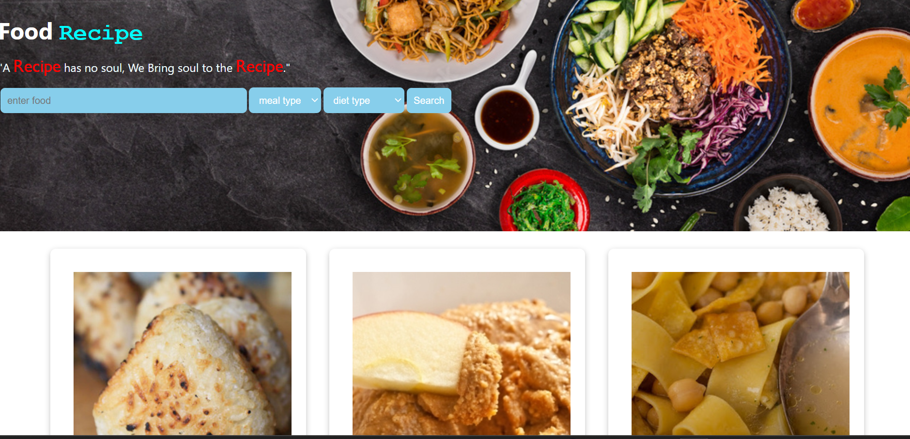 Food Recipe
"A Recipe has no soul, We Bring soul to the Recipe."
enter food meal type diet type Search